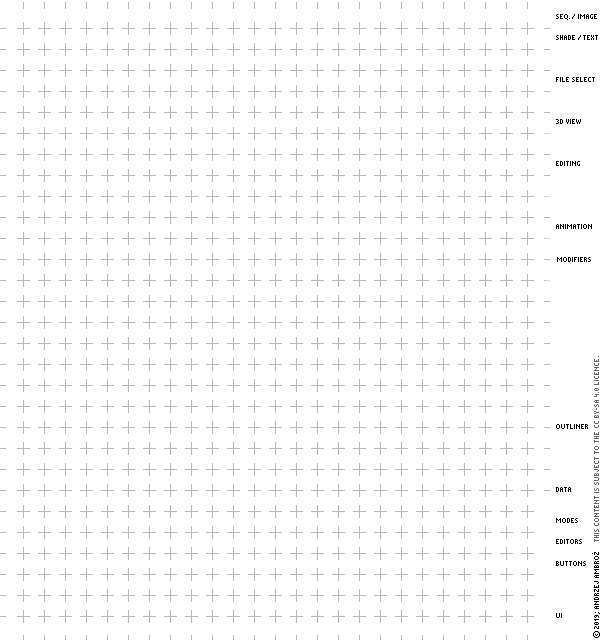 SEQ. / IMAGE
SHADE / TEXT
FILE SELECT
3D VIEW
EDITING
ANIMATION
MODIFIERS
OUTLINER
DATA
MODES
EDITORS
BUTTONS
UI
© 2019, ANDRZEJ AMBROŻ THIS CONTENT IS SUBJECT TO THE CC BY-SA 4.0 LICENCE.